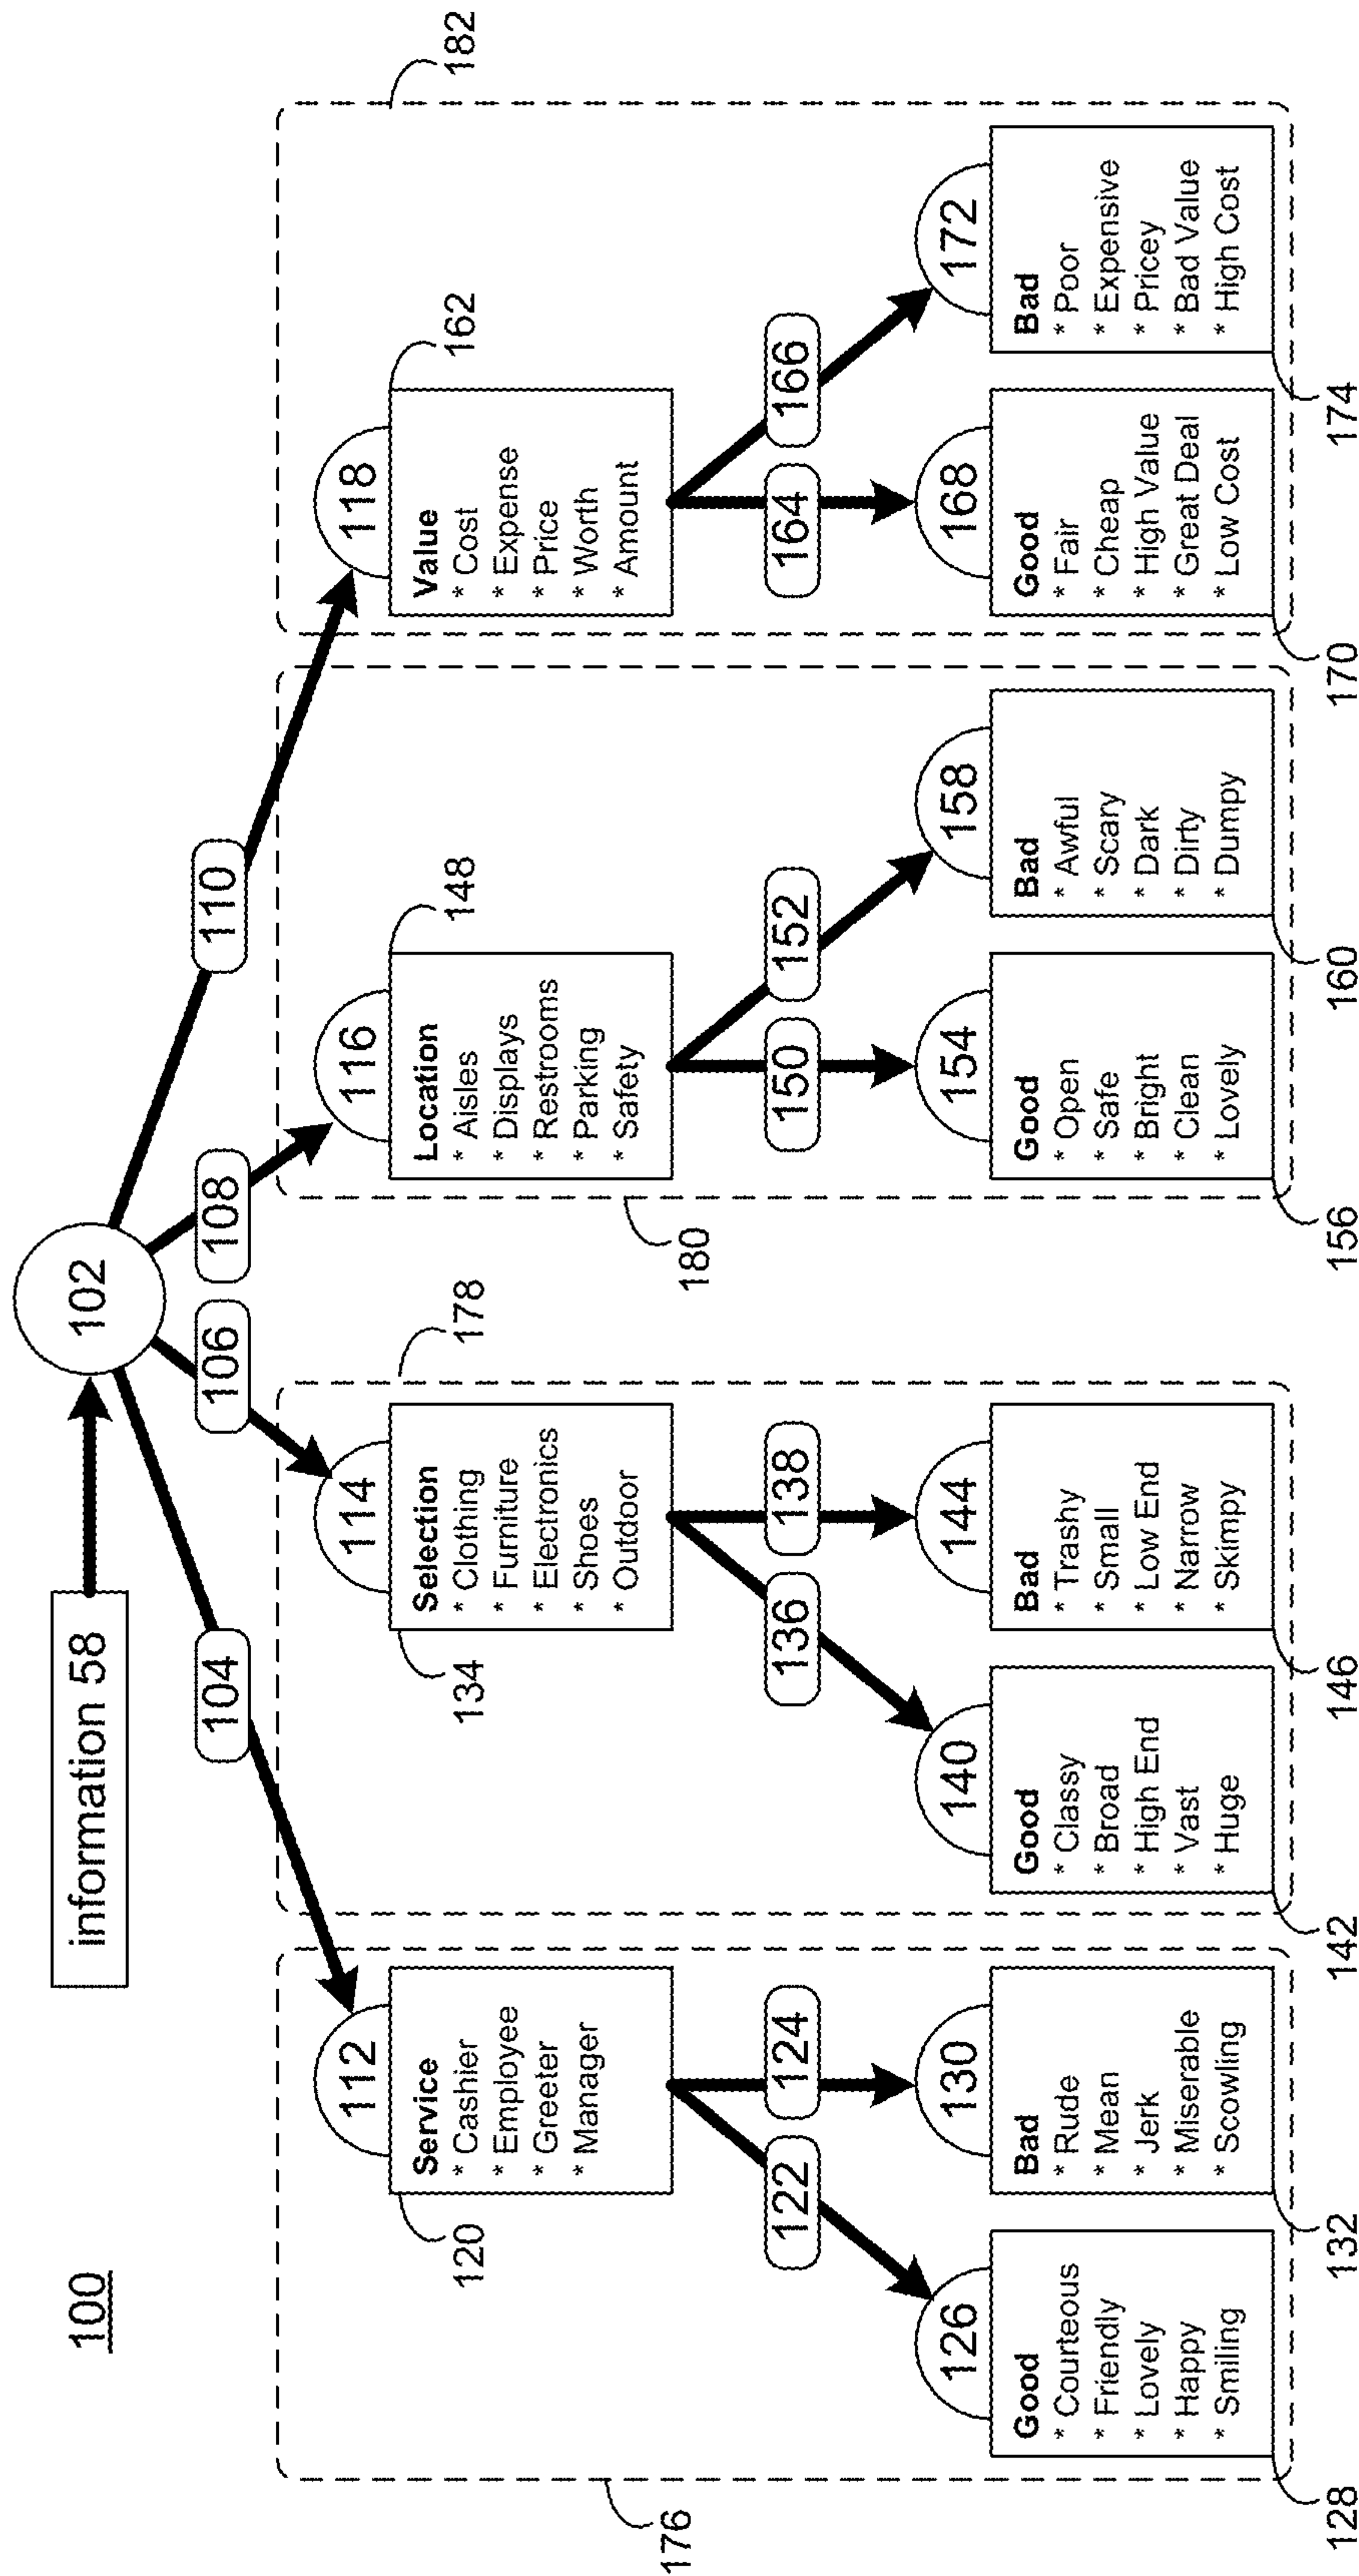 100
information 58
102
104
106
108
110
176
112
120
Service
* Cashier
* Employee
* Greeter
* Manager
122
124
126
Good
* Courteous
* Friendly
* Lovely
* Happy
* Smiling
128
130
Bad
* Rude
* Mean
* Jerk
* Miserable
* Scowling
132
178
114
134
Selection
* Clothing
* Furniture
* Electronics
* Shoes
* Outdoor
136
138
140
Good
* Classy
* Broad
* High End
* Vast
* Huge
142
144
Bad
* Trashy
* Small
* Low End
* Narrow
* Skimpy
146
180
116
148
Location
* Aisles
* Displays
* Restrooms
* Parking
* Safety
150
152
154
Good
* Open
* Safe
* Bright
* Clean
* Lovely
156
158
Bad
* Awful
* Scary
* Dark
* Dirty
* Dumpy
160
182
118
162
Value
* Cost
* Expense
* Price
* Worth
* Amount
164
166
168
Good
* Fair
* Cheap
* High Value
* Great Deal
* Low Cost
170
172
Bad
* Poor
* Expensive
* Pricey
* Bad Value
* High Cost
174